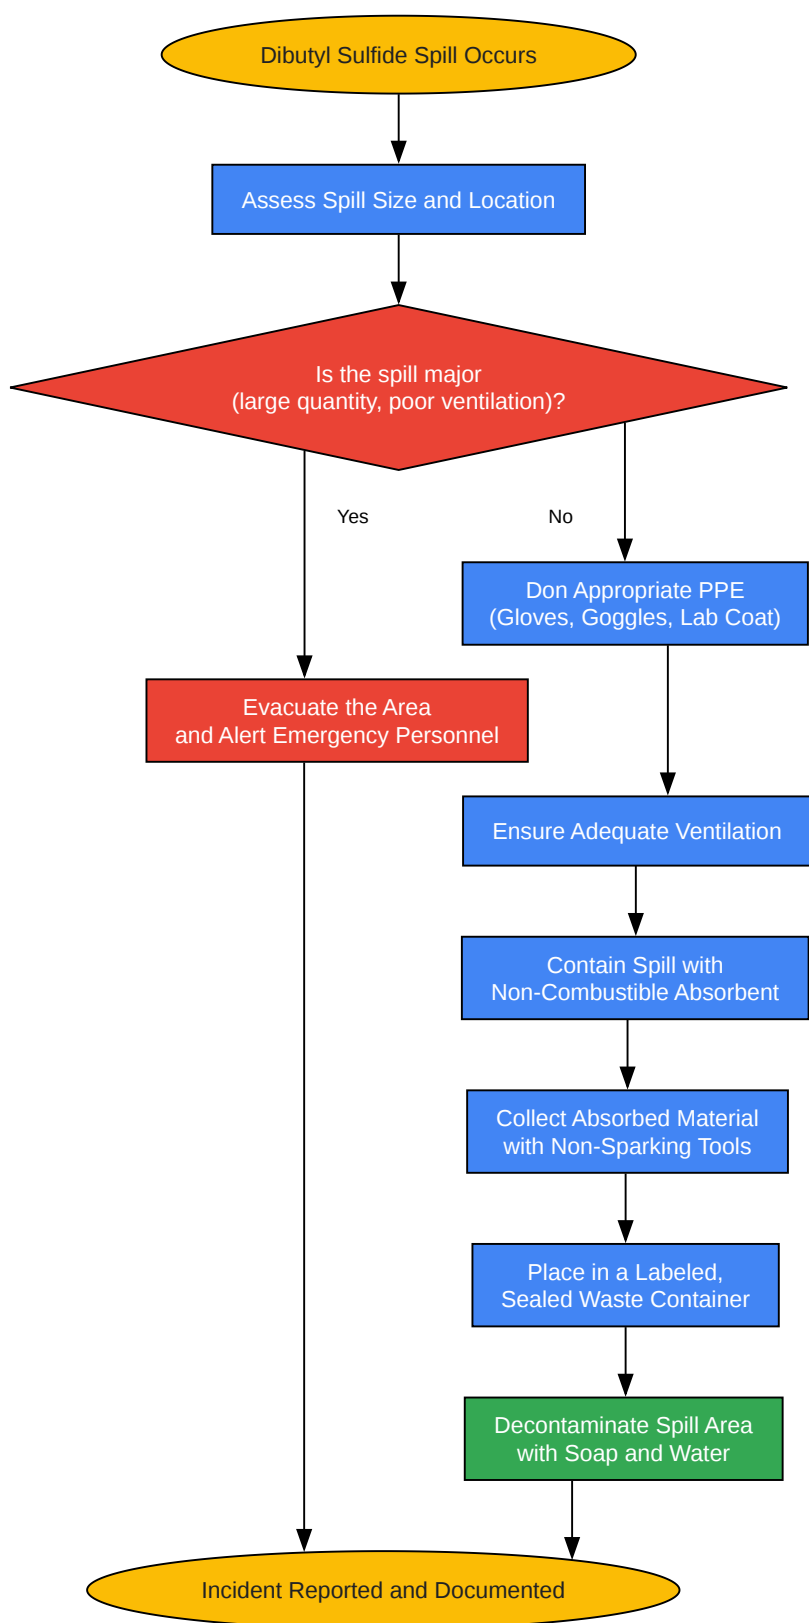 Dibutyl Sulfide Spill Occurs
Assess Spill Size and Location
Is the spill major
(large quantity, poor ventilation)?
Yes
No
Don Appropriate PPE
(Gloves, Goggles, Lab Coat)
Evacuate the Area
and Alert Emergency Personnel
Ensure Adequate Ventilation
Contain Spill with
Non-Combustible Absorbent
Collect Absorbed Material
with Non-Sparking Tools
Place in a Labeled,
Sealed Waste Container
Decontaminate Spill Area
with Soap and Water
Incident Reported and Documented